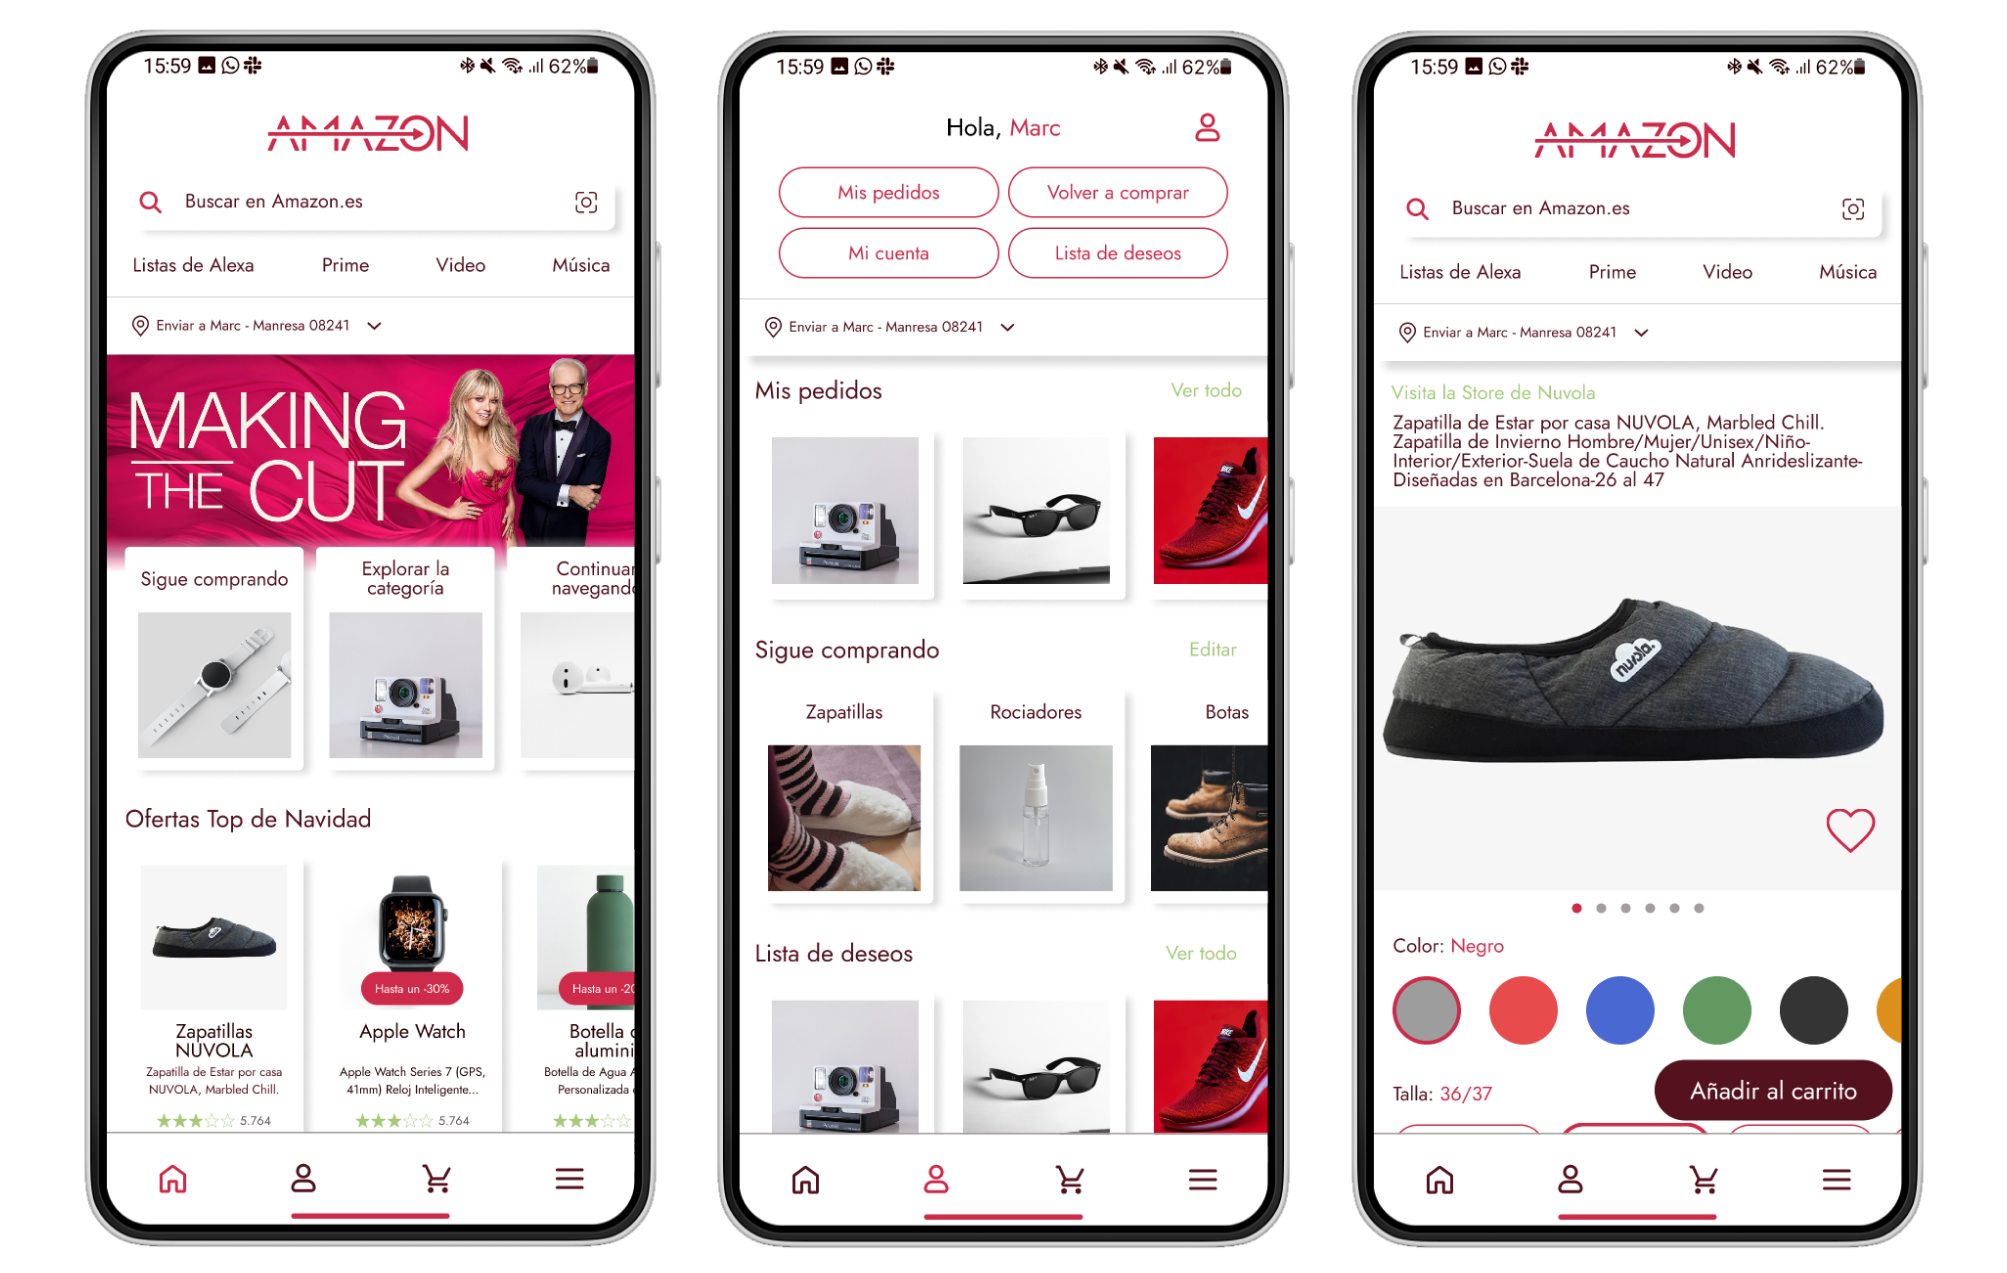 15:59
62%
AMAZON
Buscar en Amazon.es
Listas de Alexa
Prime
Video
Música
Enviar a Marc - Manresa 08241
MAKING
THE CUT
Sigue comprando
Explorar la
categoría
Continuar
navegando
Ofertas Top de Navidad
Hasta un -30%
Hasta un -20
Zapatillas
NUVOLA
Zapatilla de Estar por casa
NUVOLA, Marbled Chill.
5.764
Apple Watch
Apple Watch Series 7 (GPS,
41mm) Reloj Inteligente...
5.764
Botella
alumini
Botella de Agua A
Personalizada
15:59
62%
Hola, Marc
Mis pedidos
Volver a comprar
Mi cuenta
Lista de deseos
Enviar a Marc - Manresa 08241
Mis pedidos
Ver todo
Sigue comprando
Editar
Zapatillas
Rociadores
Botas
Lista de deseos
Ver todo
NIKE
15:59
62%
AMAZON
Buscar en Amazon.es
Listas de Alexa
Prime
Video
Música
Enviar a Marc - Manresa 08241
Visita la Store de Nuvola
Zapatilla de Estar por casa NUVOLA, Marbled Chill.
Zapatilla de Invierno Hombre/Mujer/Unisex/Niño-
Interior/Exterior-Suela de Caucho Natural Anrideslizante-
Diseñadas en Barcelona-26 al 47
nuvola.
Color: Negro
Talla: 36/37
Añadir al carrito